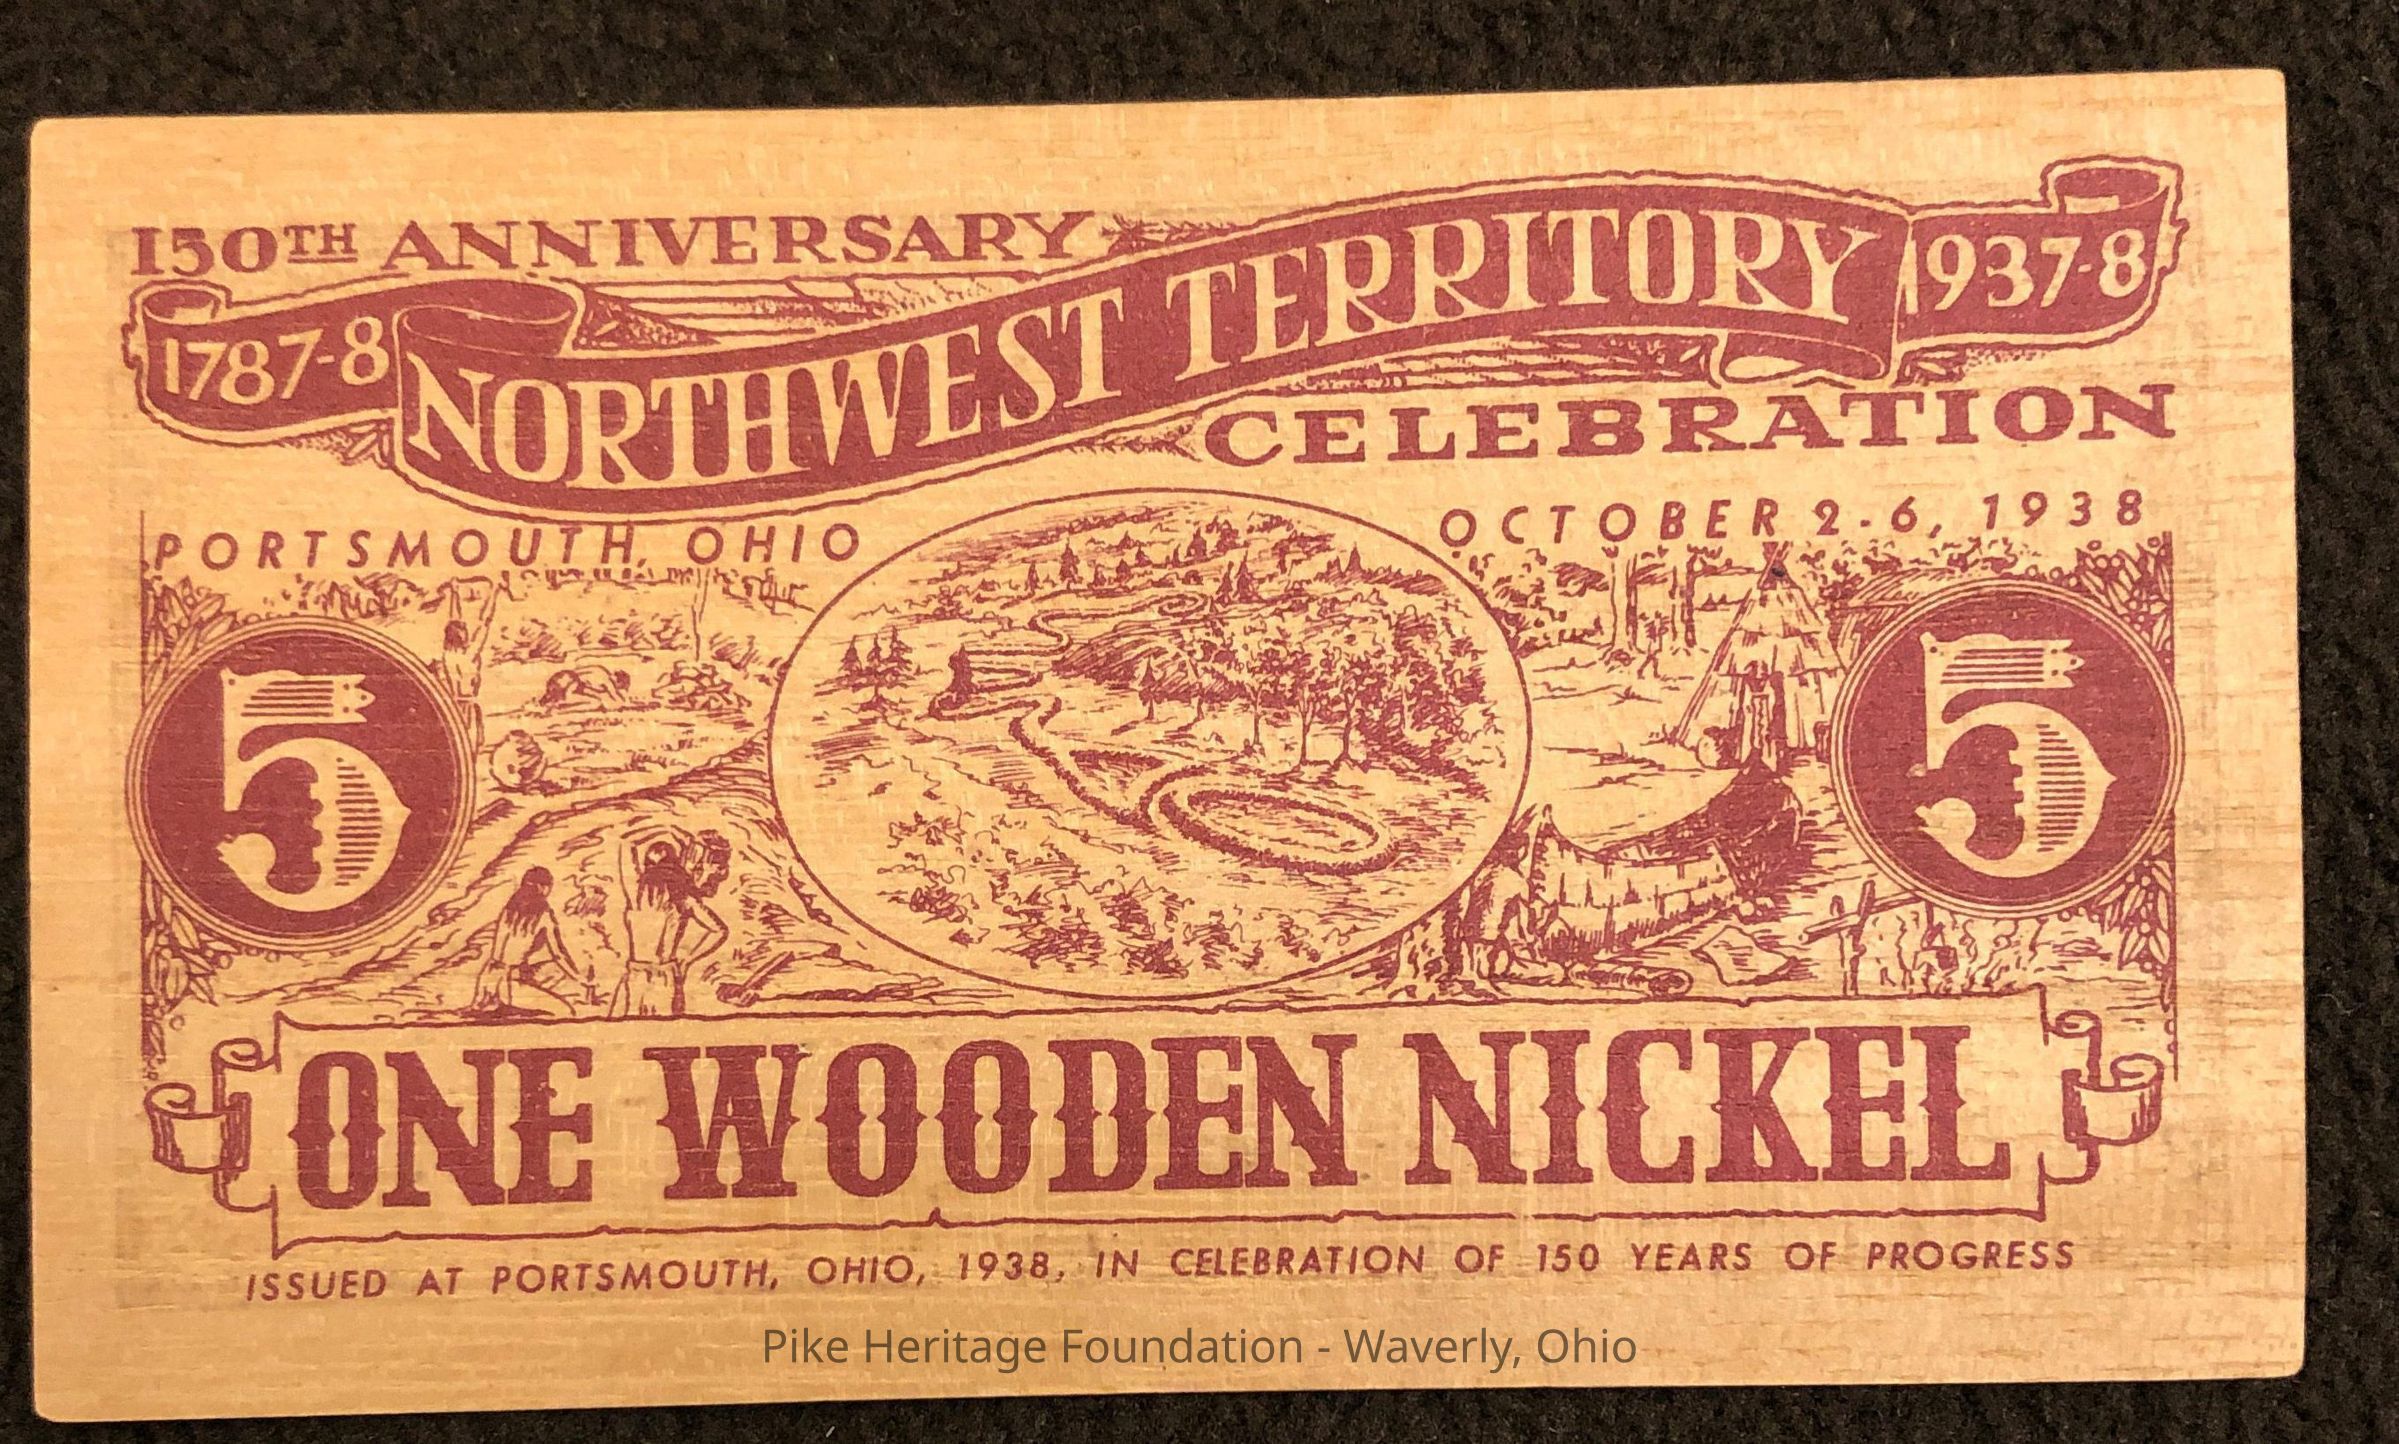 150TH ANNIVERSARY
1787-8 NORTHWEST TERRITORY 1937-8
CELEBRATION
PORTSMOUTH, OHIO
OCTOBER 2-6, 1938
5 5
ONE WOODEN NICKEL
ISSUED AT PORTSMOUTH, OHIO, 1938, IN CELEBRATION OF 150 YEARS OF PROGRESS
Pike Heritage Foundation - Waverly, Ohio